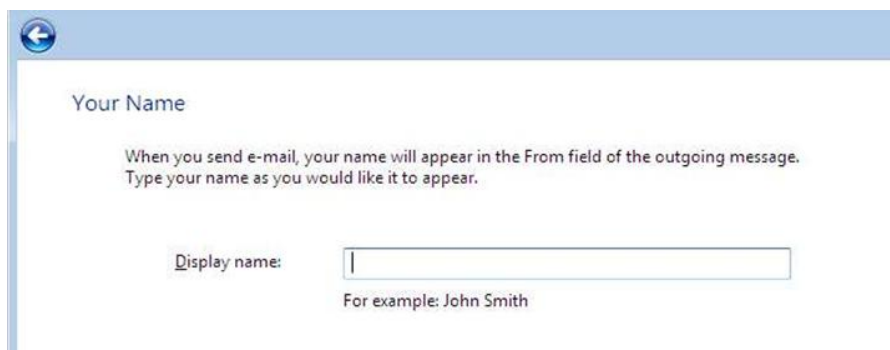 Your Name
When you send e-mail, your name will appear in the From field of the outgoing message.
Type your name as you would like it to appear.
Display name:
For example: John Smith